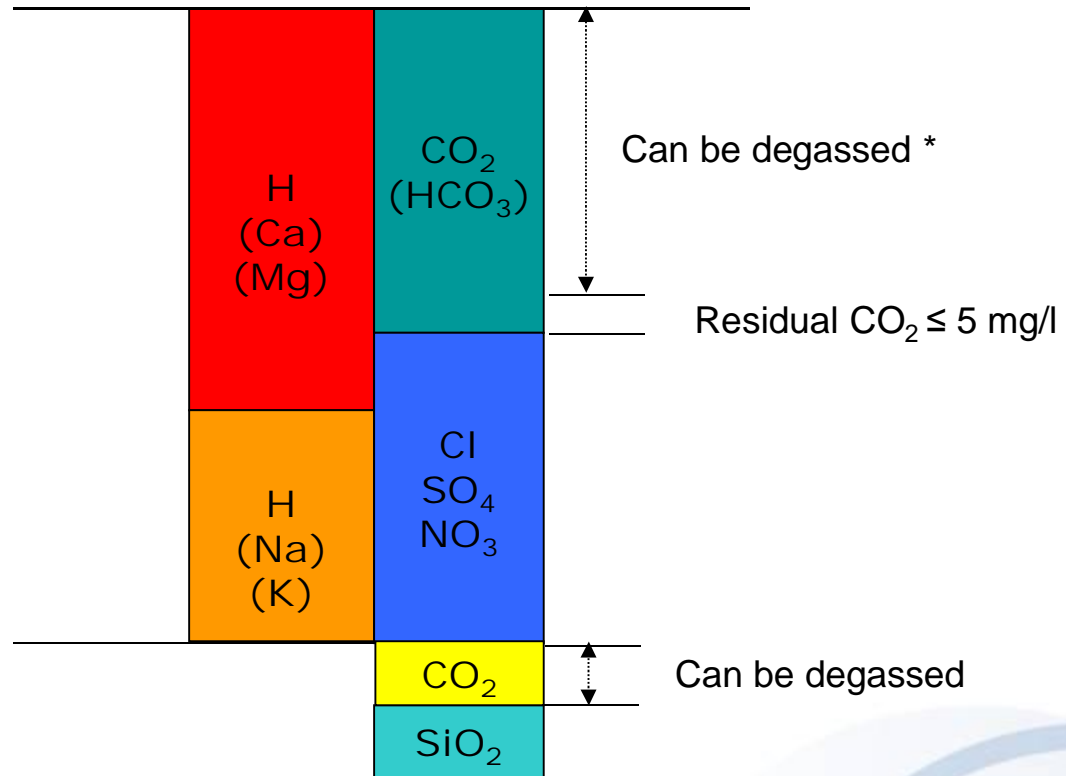 H
(Ca)
(Mg)
CO₂
(HCO₃)
Can be degassed *
Residual CO₂ ≤ 5 mg/l
H
(Na)
(K)
Cl
SO₄
NO₃
CO₂
Can be degassed
SiO₂